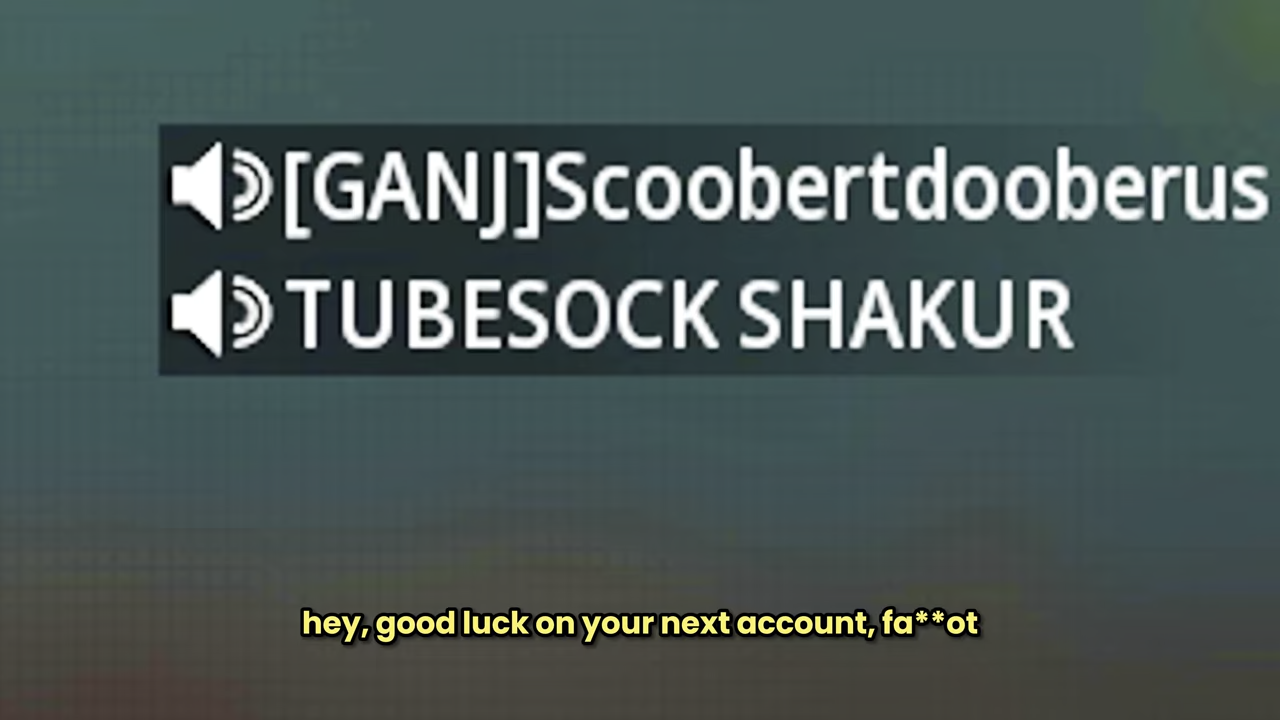 [GANJ]Scoobertdooberus
TUBESOCK SHAKUR
hey, good luck on your next account, fa**ot